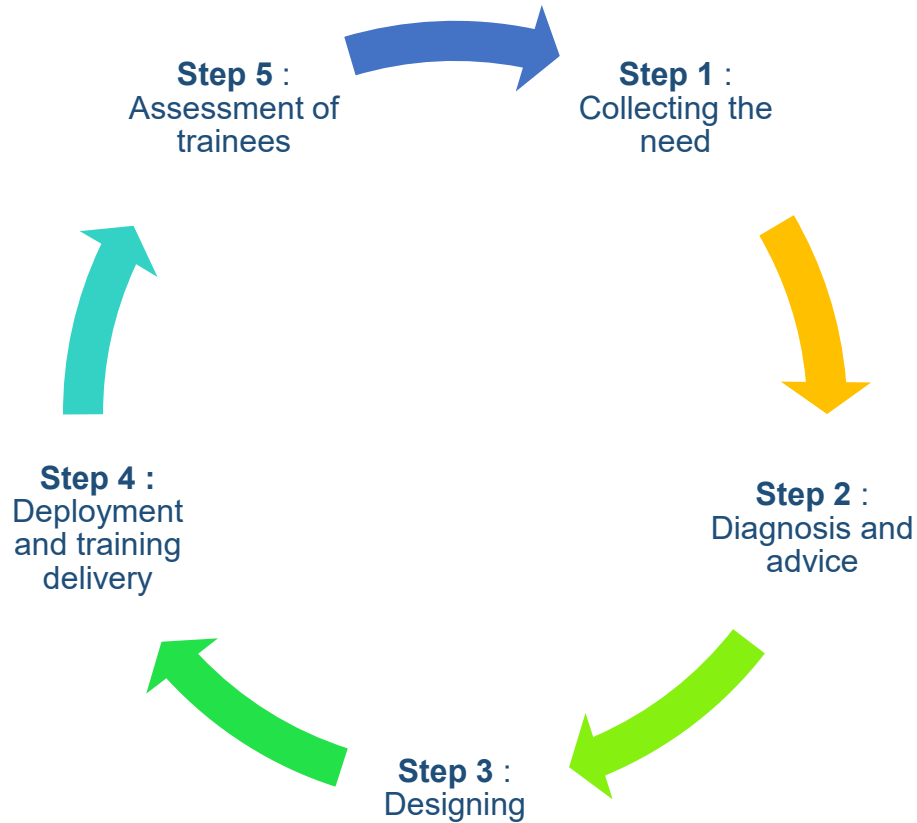 Step 1 :
Collecting the
need
Step 2 :
Diagnosis and
advice
Step 3 :
Designing
Step 4 :
Deployment
and training
delivery
Step 5 :
Assessment of
trainees